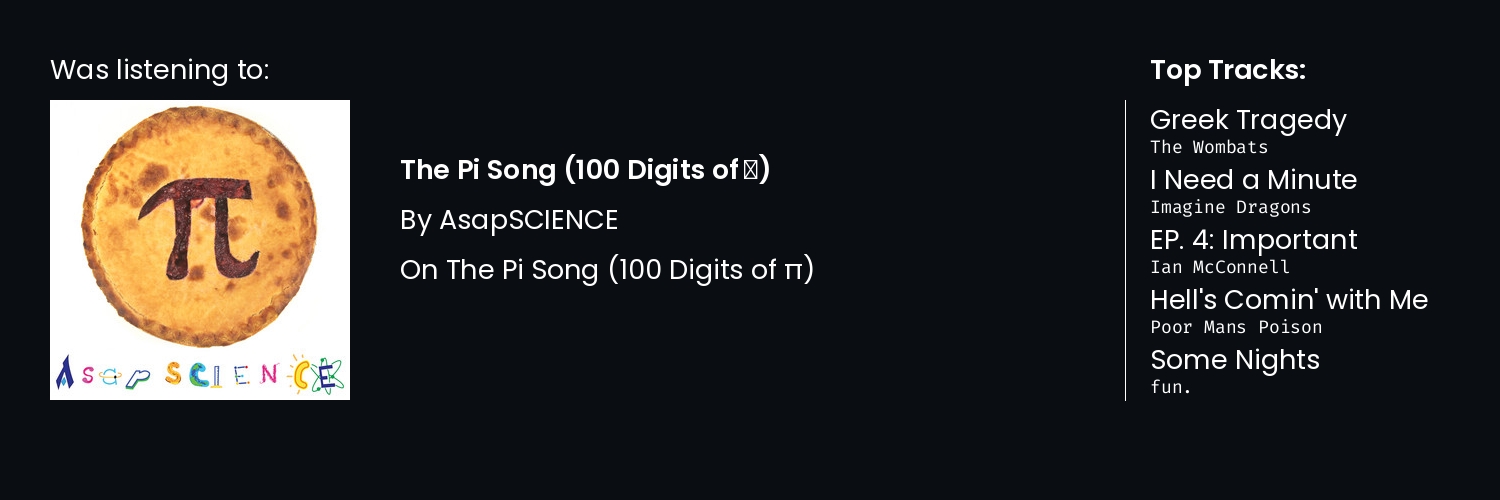 Was listening to:
AsapSCIENCE
π
The Pi Song (100 Digits of )
By AsapSCIENCE
On The Pi Song (100 Digits of π)
Top Tracks:
Greek Tragedy
The Wombats
I Need a Minute
Imagine Dragons
EP. 4: Important
Ian McConnell
Hell's Comin' with Me
Poor Mans Poison
Some Nights
fun.